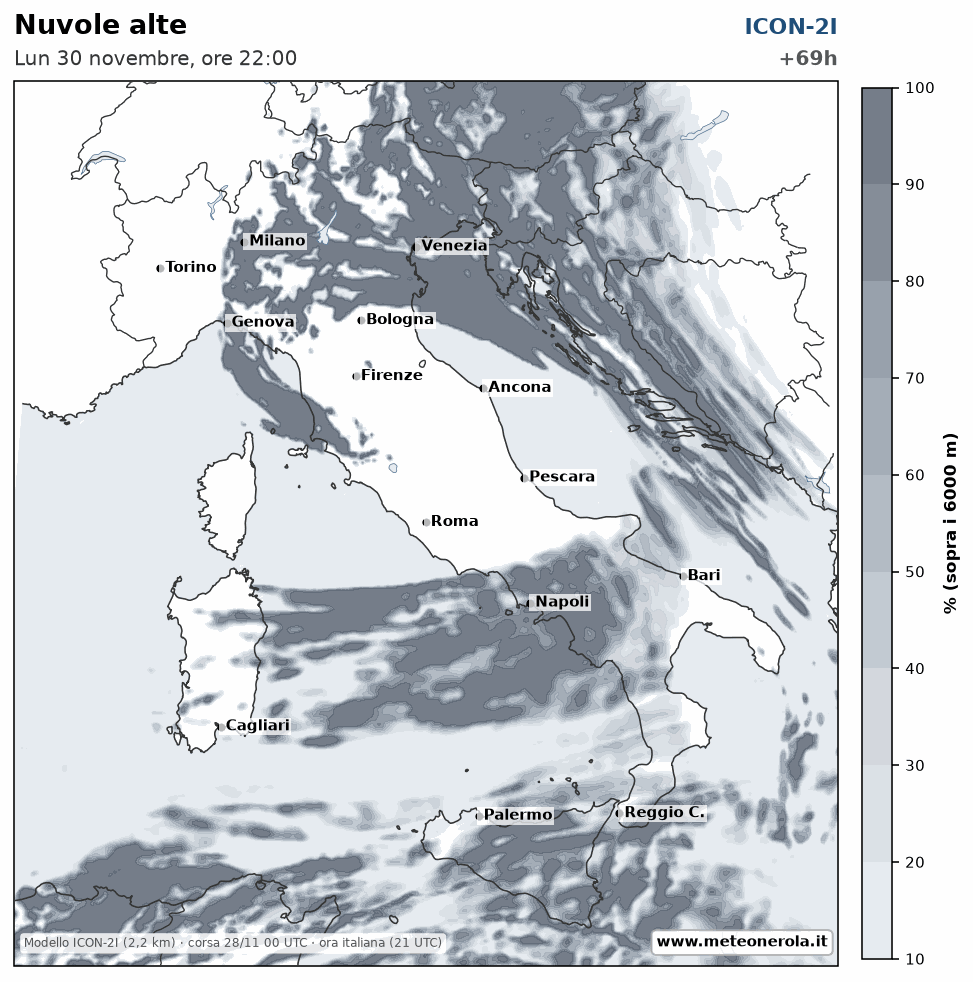 Nuvole alte
ICON-2I
Lun 30 novembre, ore 22:00
+69h
100
90
80
70
60
50
40
30
20
10
% (sopra i 6000 m)
Milano
Venezia
Torino
Genova
Bologna
Firenze
Ancona
Pescara
Roma
Bari
Napoli
Cagliari
Palermo
Reggio C.
Modello ICON-2I (2,2 km) · corsa 28/11 00 UTC · ora italiana (21 UTC)
www.meteonerola.it